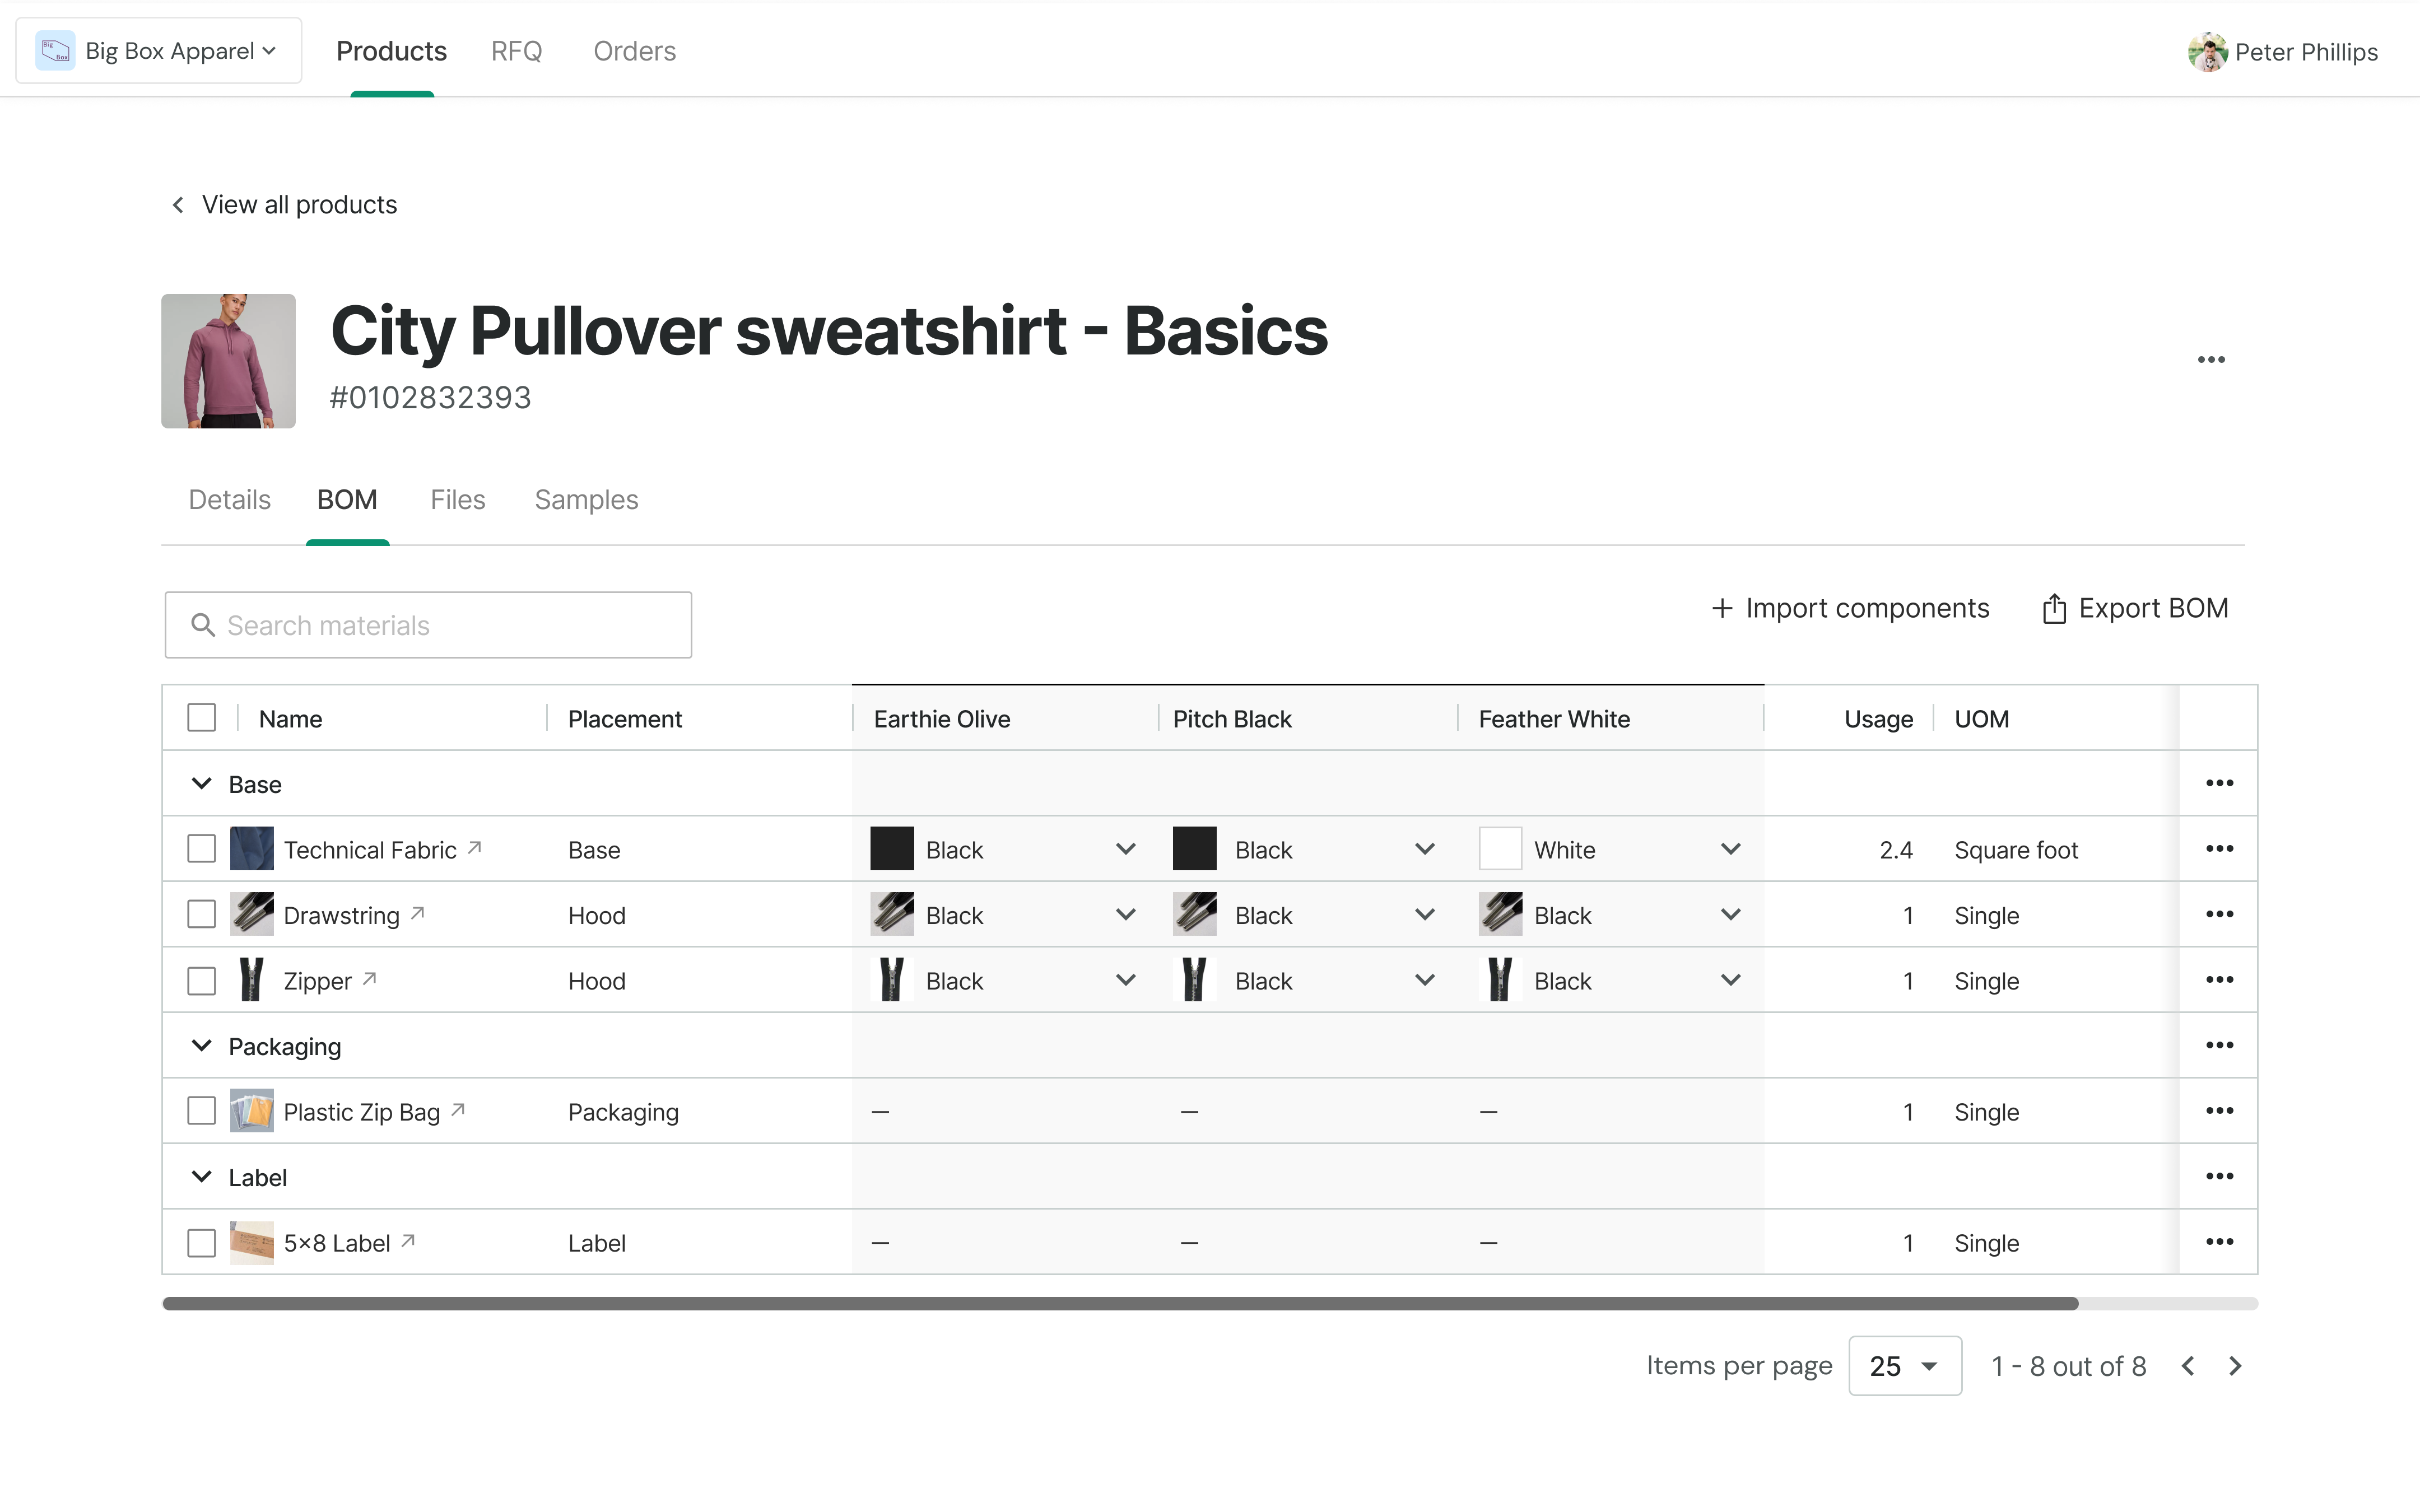 Big Box
Big Box Apparel
Products RFQ Orders
Peter Phillips
View all products
City Pullover sweatshirt - Basics
#0102832393
Details BOM Files Samples
Search materials
+ Import components
Export BOM
Name Placement Earthie Olive Pitch Black Feather White Usage UOM
Base
Technical Fabric Base Black Black White 2.4 Square foot
Drawstring Hood Black Black Black 1 Single
Zipper Hood Black Black Black 1 Single
Packaging
Plastic Zip Bag Packaging — — — 1 Single
Label
5×8 Label Label — — — 1 Single
Items per page 25 1 - 8 out of 8